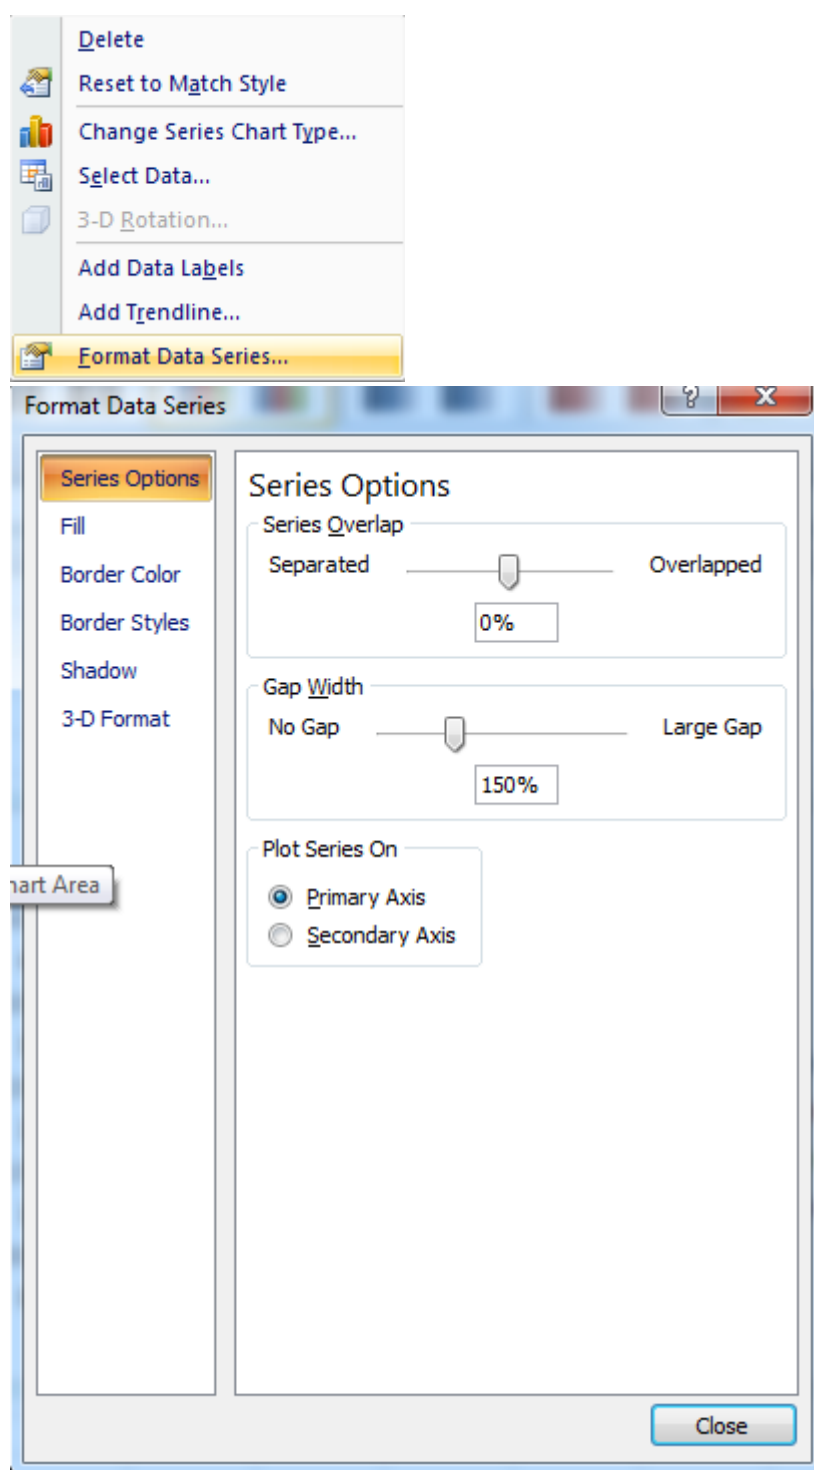 Delete
Reset to Match Style
Change Series Chart Type...
Select Data...
3-D Rotation...
Add Data Labels
Add Trendline...
Format Data Series...
Format Data Series
Series Options
Fill
Border Color
Border Styles
Shadow
3-D Format
Area
Series Options
Series Overlap
Separated Overlapped
0%
Gap Width
No Gap Large Gap
150%
Plot Series On
Primary Axis
Secondary Axis
Close